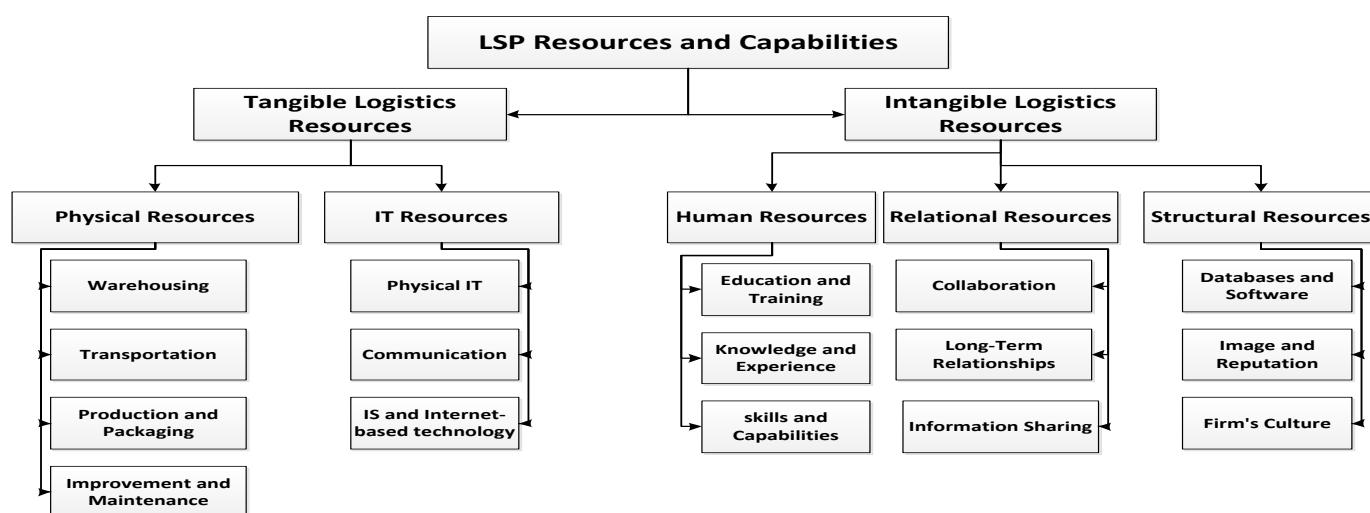 LSP Resources and Capabilities
Tangible Logistics
Resources
Intangible Logistics
Resources
Physical Resources
IT Resources
Human Resources
Relational Resources
Structural Resources
Warehousing
Transportation
Production and
Packaging
Improvement and
Maintenance
Physical IT
Communication
IS and Internet-
based technology
Education and
Training
Knowledge and
Experience
skills and
Capabilities
Collaboration
Long-Term
Relationships
Information Sharing
Databases and
Software
Image and
Reputation
Firm's Culture